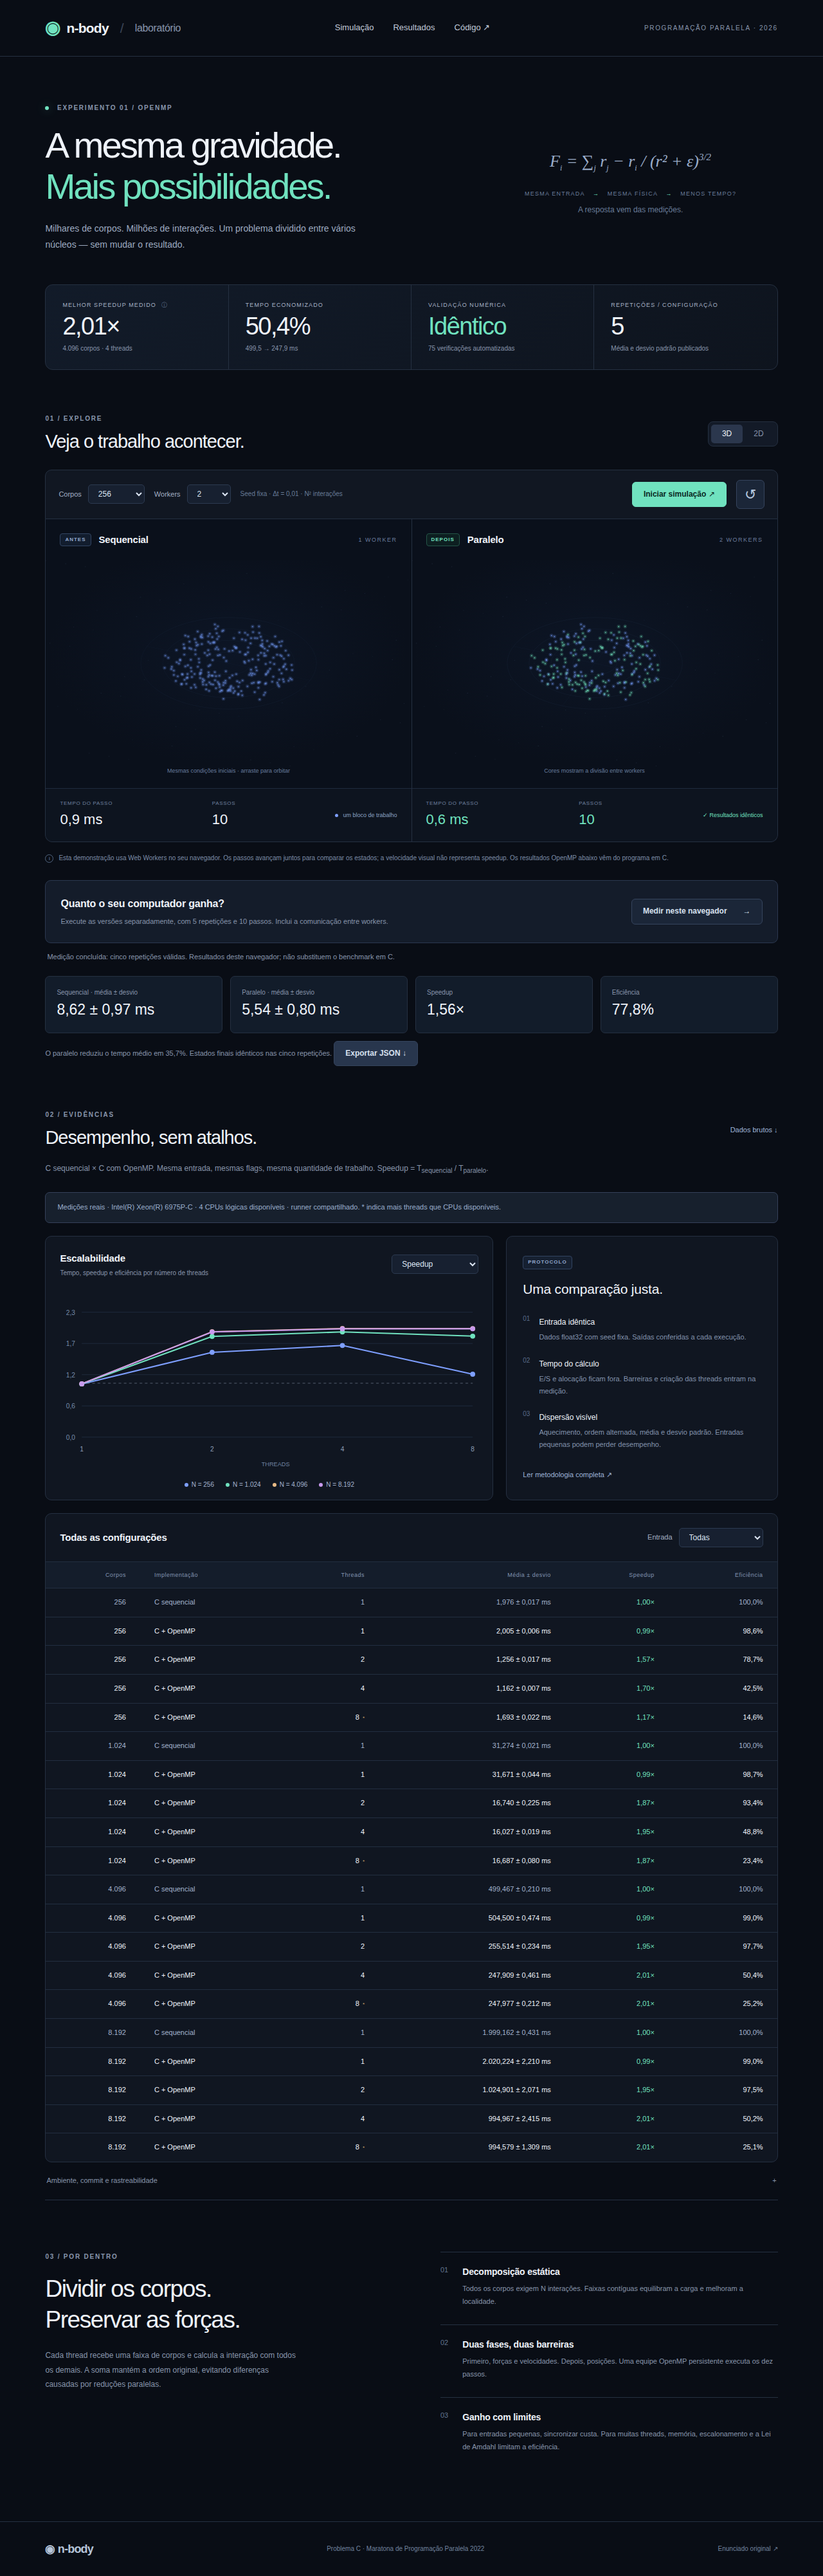 n-body / laboratório
Simulação Resultados Código ↗
PROGRAMAÇÃO PARALELA · 2026
EXPERIMENTO 01 / OPENMP
A mesma gravidade.
Mais possibilidades.
Milhares de corpos. Milhões de interações. Um problema dividido entre vários
núcleos — sem mudar o resultado.
Fi = ∑j rj − ri / (r² + ε)3/2
MESMA ENTRADA → MESMA FÍSICA → MENOS TEMPO?
A resposta vem das medições.
MELHOR SPEEDUP MEDIDO ⓘ
2,01×
4.096 corpos · 4 threads
TEMPO ECONOMIZADO
50,4%
499,5 → 247,9 ms
VALIDAÇÃO NUMÉRICA
Idêntico
75 verificações automatizadas
REPETIÇÕES / CONFIGURAÇÃO
5
Média e desvio padrão publicados
01 / EXPLORE
Veja o trabalho acontecer.
3D 2D
Corpos 256 Workers 2 Seed fixa · Δt = 0,01 · N² interações
Iniciar simulação ↗ ↺
ANTES Sequencial 1 WORKER
DEPOIS Paralelo 2 WORKERS
Mesmas condições iniciais · arraste para orbitar
Cores mostram a divisão entre workers
TEMPO DO PASSO PASSOS
0,9 ms 10 um bloco de trabalho
TEMPO DO PASSO PASSOS
0,6 ms 10 ✓ Resultados idênticos
Esta demonstração usa Web Workers no seu navegador. Os passos avançam juntos para comparar os estados; a velocidade visual não representa speedup. Os resultados OpenMP abaixo vêm do programa em C.
Quanto o seu computador ganha?
Execute as versões separadamente, com 5 repetições e 10 passos. Inclui a comunicação entre workers.
Medir neste navegador →
Medição concluída: cinco repetições válidas. Resultados deste navegador; não substituem o benchmark em C.
Sequencial · média ± desvio
8,62 ± 0,97 ms
Paralelo · média ± desvio
5,54 ± 0,80 ms
Speedup
1,56×
Eficiência
77,8%
O paralelo reduziu o tempo médio em 35,7%. Estados finais idênticos nas cinco repetições. Exportar JSON ↓
02 / EVIDÊNCIAS
Desempenho, sem atalhos.
Dados brutos ↓
C sequencial × C com OpenMP. Mesma entrada, mesmas flags, mesma quantidade de trabalho. Speedup = Tsequencial / Tparalelo.
Medições reais · Intel(R) Xeon(R) 6975P-C · 4 CPUs lógicas disponíveis · runner compartilhado. * indica mais threads que CPUs disponíveis.
Escalabilidade
Tempo, speedup e eficiência por número de threads
Speedup
2,3
1,7
1,2
0,6
0,0
1 2 4 8
THREADS
N = 256 N = 1.024 N = 4.096 N = 8.192
PROTOCOLO
Uma comparação justa.
01 Entrada idêntica
Dados float32 com seed fixa. Saídas conferidas a cada execução.
02 Tempo do cálculo
E/S e alocação ficam fora. Barreiras e criação das threads entram na
medição.
03 Dispersão visível
Aquecimento, ordem alternada, média e desvio padrão. Entradas
pequenas podem perder desempenho.
Ler metodologia completa ↗
Todas as configurações
Entrada Todas
Corpos Implementação Threads Média ± desvio Speedup Eficiência
256 C sequencial 1 1,976 ± 0,017 ms 1,00× 100,0%
256 C + OpenMP 1 2,005 ± 0,006 ms 0,99× 98,6%
256 C + OpenMP 2 1,256 ± 0,017 ms 1,57× 78,7%
256 C + OpenMP 4 1,162 ± 0,007 ms 1,70× 42,5%
256 C + OpenMP 8 * 1,693 ± 0,022 ms 1,17× 14,6%
1.024 C sequencial 1 31,274 ± 0,021 ms 1,00× 100,0%
1.024 C + OpenMP 1 31,671 ± 0,044 ms 0,99× 98,7%
1.024 C + OpenMP 2 16,740 ± 0,225 ms 1,87× 93,4%
1.024 C + OpenMP 4 16,027 ± 0,019 ms 1,95× 48,8%
1.024 C + OpenMP 8 * 16,687 ± 0,080 ms 1,87× 23,4%
4.096 C sequencial 1 499,467 ± 0,210 ms 1,00× 100,0%
4.096 C + OpenMP 1 504,500 ± 0,474 ms 0,99× 99,0%
4.096 C + OpenMP 2 255,514 ± 0,234 ms 1,95× 97,7%
4.096 C + OpenMP 4 247,909 ± 0,461 ms 2,01× 50,4%
4.096 C + OpenMP 8 * 247,977 ± 0,212 ms 2,01× 25,2%
8.192 C sequencial 1 1.999,162 ± 0,431 ms 1,00× 100,0%
8.192 C + OpenMP 1 2.020,224 ± 2,210 ms 0,99× 99,0%
8.192 C + OpenMP 2 1.024,901 ± 2,071 ms 1,95× 97,5%
8.192 C + OpenMP 4 994,967 ± 2,415 ms 2,01× 50,2%
8.192 C + OpenMP 8 * 994,579 ± 1,309 ms 2,01× 25,1%
Ambiente, commit e rastreabilidade +
03 / POR DENTRO
Dividir os corpos.
Preservar as forças.
Cada thread recebe uma faixa de corpos e calcula a interação com todos
os demais. A soma mantém a ordem original, evitando diferenças
causadas por reduções paralelas.
01 Decomposição estática
Todos os corpos exigem N interações. Faixas contíguas equilibram a carga e melhoram a
localidade.
02 Duas fases, duas barreiras
Primeiro, forças e velocidades. Depois, posições. Uma equipe OpenMP persistente executa os dez
passos.
03 Ganho com limites
Para entradas pequenas, sincronizar custa. Para muitas threads, memória, escalonamento e a Lei
de Amdahl limitam a eficiência.
n-body
Problema C · Maratona de Programação Paralela 2022
Enunciado original ↗